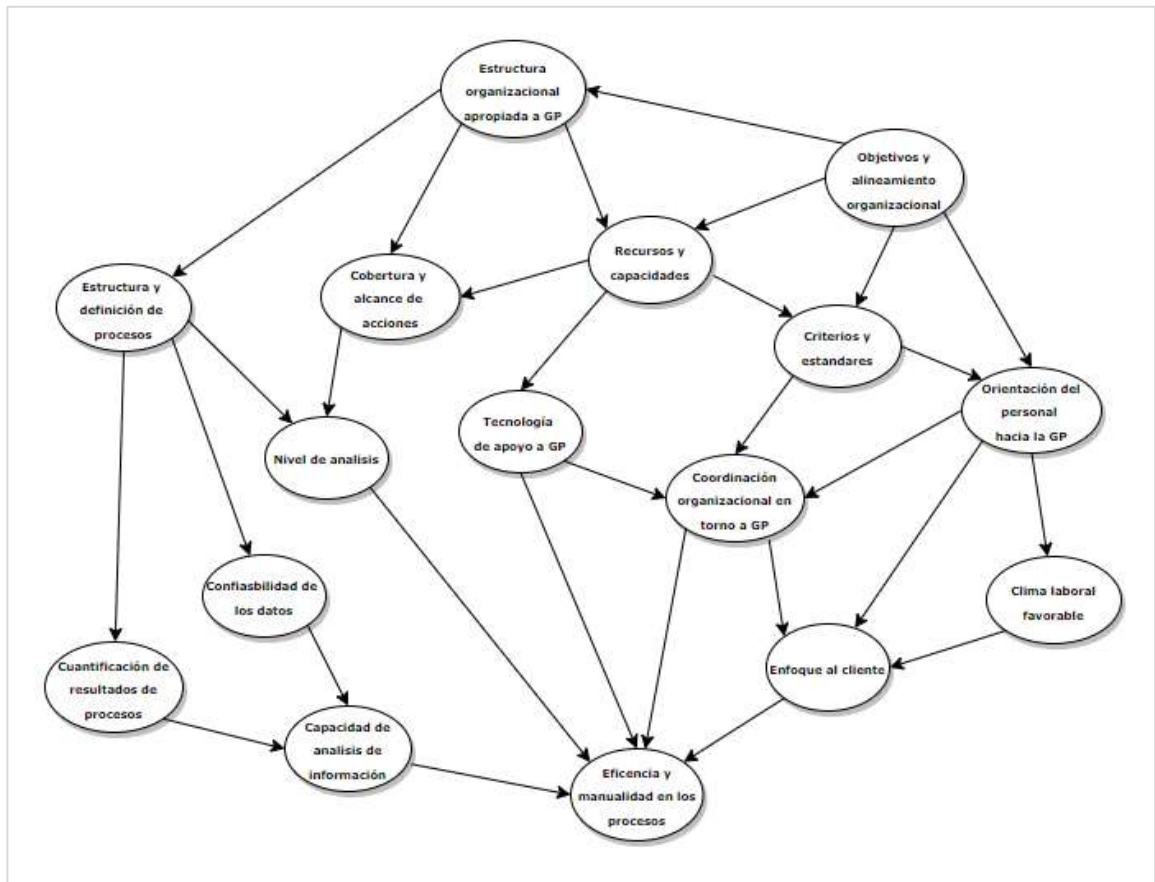 Estructura
organizacional
apropiada a GP
Objetivos y
alineamiento
organizacional
Recursos y
capacidades
Estructura y
definición de
procesos
Cobertura y
alcance de
acciones
Criterios y
estandares
Orientación del
personal
hacia la GP
Tecnología
de apoyo a GP
Nivel de analisis
Coordinación
organizacional en
torno a GP
Confiasbilidad de
los datos
Clima laboral
favorable
Cuantificación de
resultados de
procesos
Enfoque al cliente
Capacidad de
analisis de
información
Eficencia y
manualidad en los
procesos